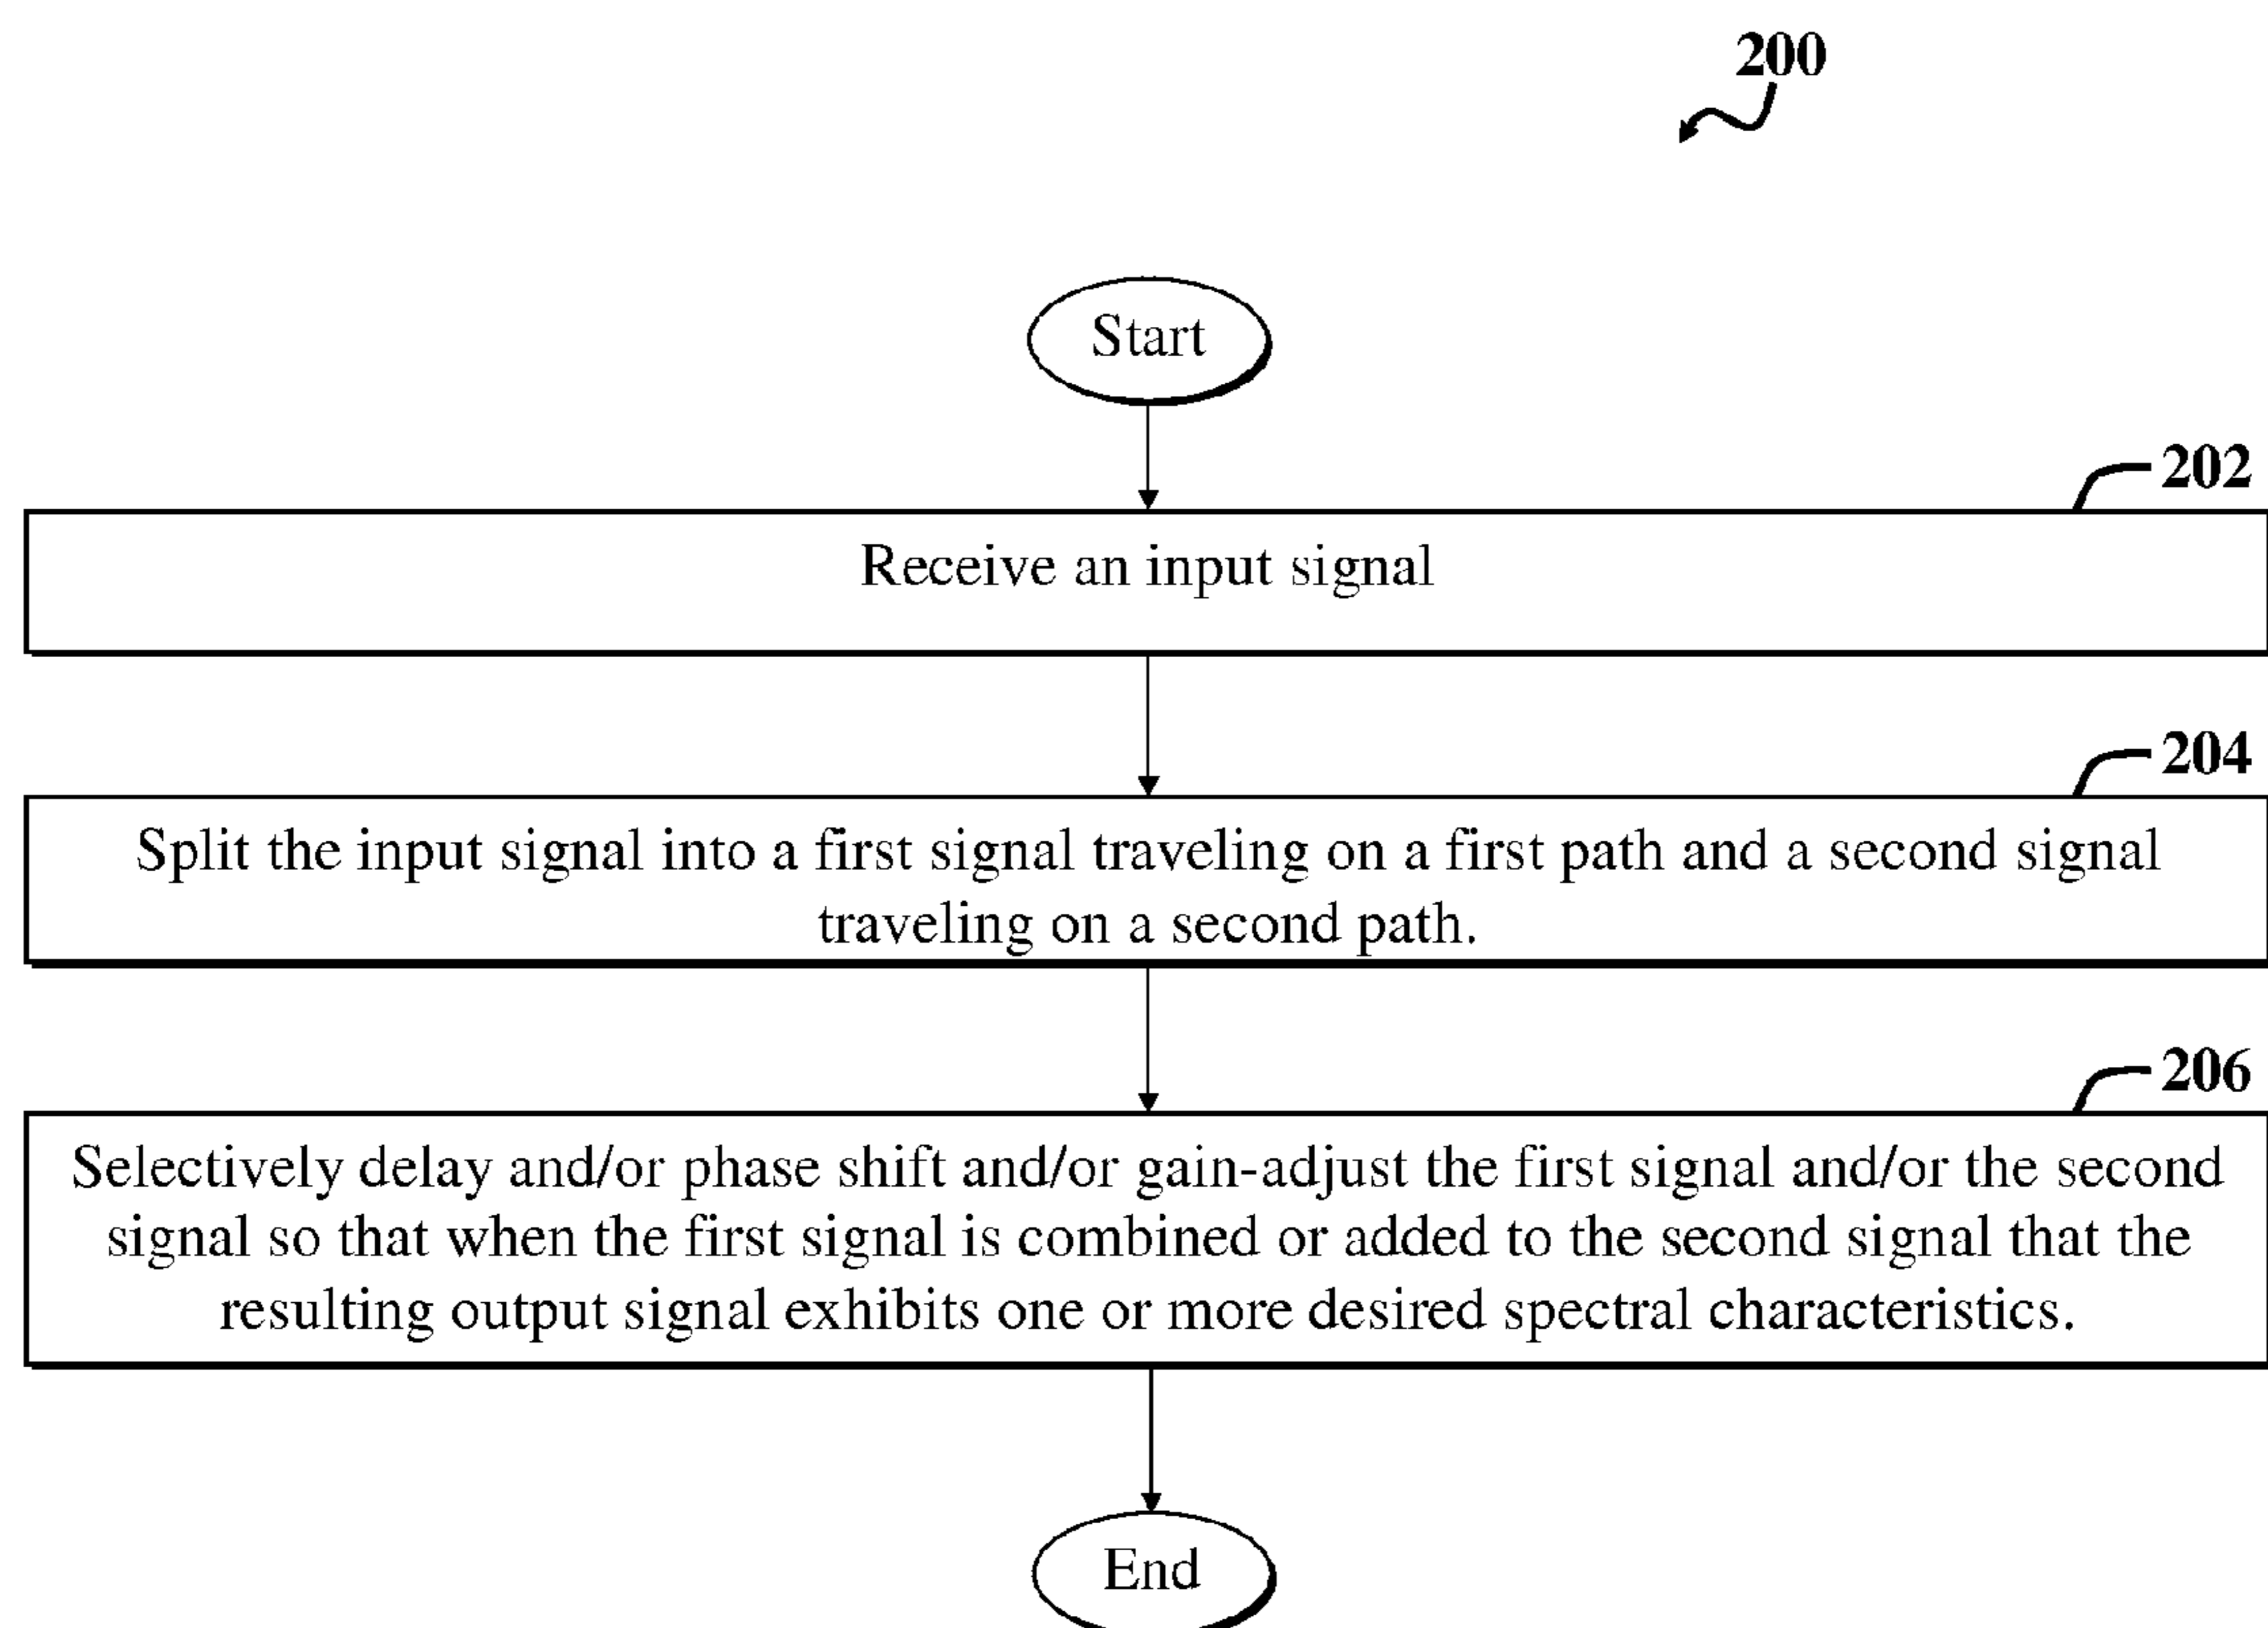 200
Start
202
Receive an input signal
204
Split the input signal into a first signal traveling on a first path and a second signal
traveling on a second path.
206
Selectively delay and/or phase shift and/or gain-adjust the first signal and/or the second
signal so that when the first signal is combined or added to the second signal that the
resulting output signal exhibits one or more desired spectral characteristics.
End